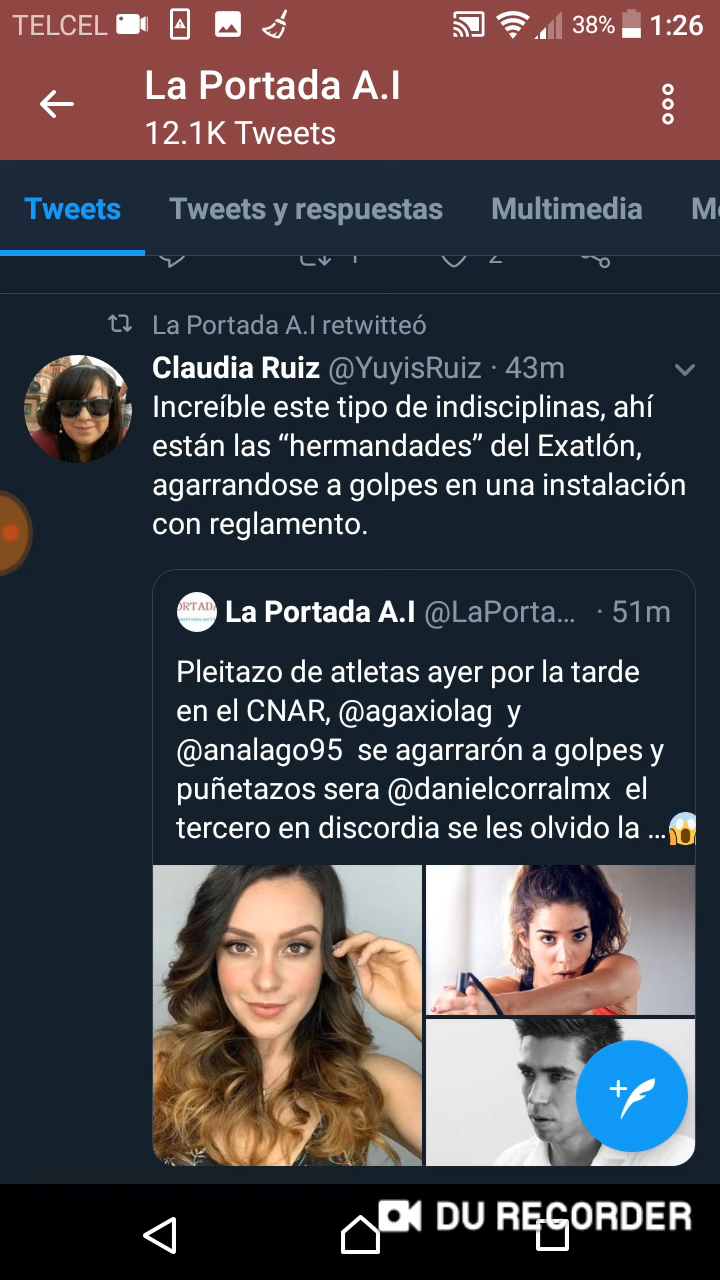 TELCEL 38% 1:26
La Portada A.I
12.1K Tweets
Tweets Tweets y respuestas Multimedia
1 2
La Portada A.I retwitteó
Claudia Ruiz @YuyisRuiz · 43m
Increíble este tipo de indisciplinas, ahí
están las “hermandades” del Exatlón,
agarrandose a golpes en una instalación
con reglamento.
ORTADA
La Portada A.I @LaPorta... · 51m
Pleitazo de atletas ayer por la tarde
en el CNAR, @agaxiolag y
@analago95 se agarrarón a golpes y
puñetazos sera @danielcorralmx el
tercero en discordia se les olvido la ...😱
DU RECORDER